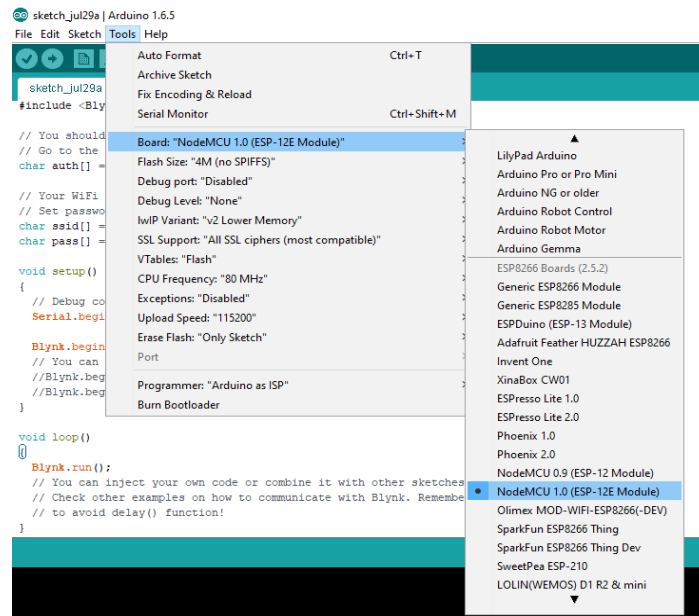 sketch_jul29a | Arduino 1.6.5
File Edit Sketch Tools Help
sketch_jul29a
#include <Bly
// You should
// Go to the
char auth[] =
// Your WiFi
// Set passwo
char ssid[] =
char pass[] =
void setup()
{
// Debug co
Serial.begi
Blynk.begin
// You can
//Blynk.beg
//Blynk.beg
}
void loop()
{
Blynk.run();
// You can inject your own code or combine it with other sketches
// Check other examples on how to communicate with Blynk. Remembe
// to avoid delay() function!
}
Auto Format Ctrl+T
Archive Sketch
Fix Encoding & Reload
Serial Monitor Ctrl+Shift+M
Board: "NodeMCU 1.0 (ESP-12E Module)"
Flash Size: "4M (no SPIFFS)"
Debug port: "Disabled"
Debug Level: "None"
lwIP Variant: "v2 Lower Memory"
SSL Support: "All SSL ciphers (most compatible)"
VTables: "Flash"
CPU Frequency: "80 MHz"
Exceptions: "Disabled"
Upload Speed: "115200"
Erase Flash: "Only Sketch"
Port
Programmer: "Arduino as ISP"
Burn Bootloader
LilyPad Arduino
Arduino Pro or Pro Mini
Arduino NG or older
Arduino Robot Control
Arduino Robot Motor
Arduino Gemma
ESP8266 Boards (2.5.2)
Generic ESP8266 Module
Generic ESP8285 Module
ESPDuino (ESP-13 Module)
Adafruit Feather HUZZAH ESP8266
Invent One
XinaBox CW01
ESPresso Lite 1.0
ESPresso Lite 2.0
Phoenix 1.0
Phoenix 2.0
NodeMCU 0.9 (ESP-12 Module)
NodeMCU 1.0 (ESP-12E Module)
Olimex MOD-WIFI-ESP8266(-DEV)
SparkFun ESP8266 Thing
SparkFun ESP8266 Thing Dev
SweetPea ESP-210
LOLIN(WEMOS) D1 R2 & mini